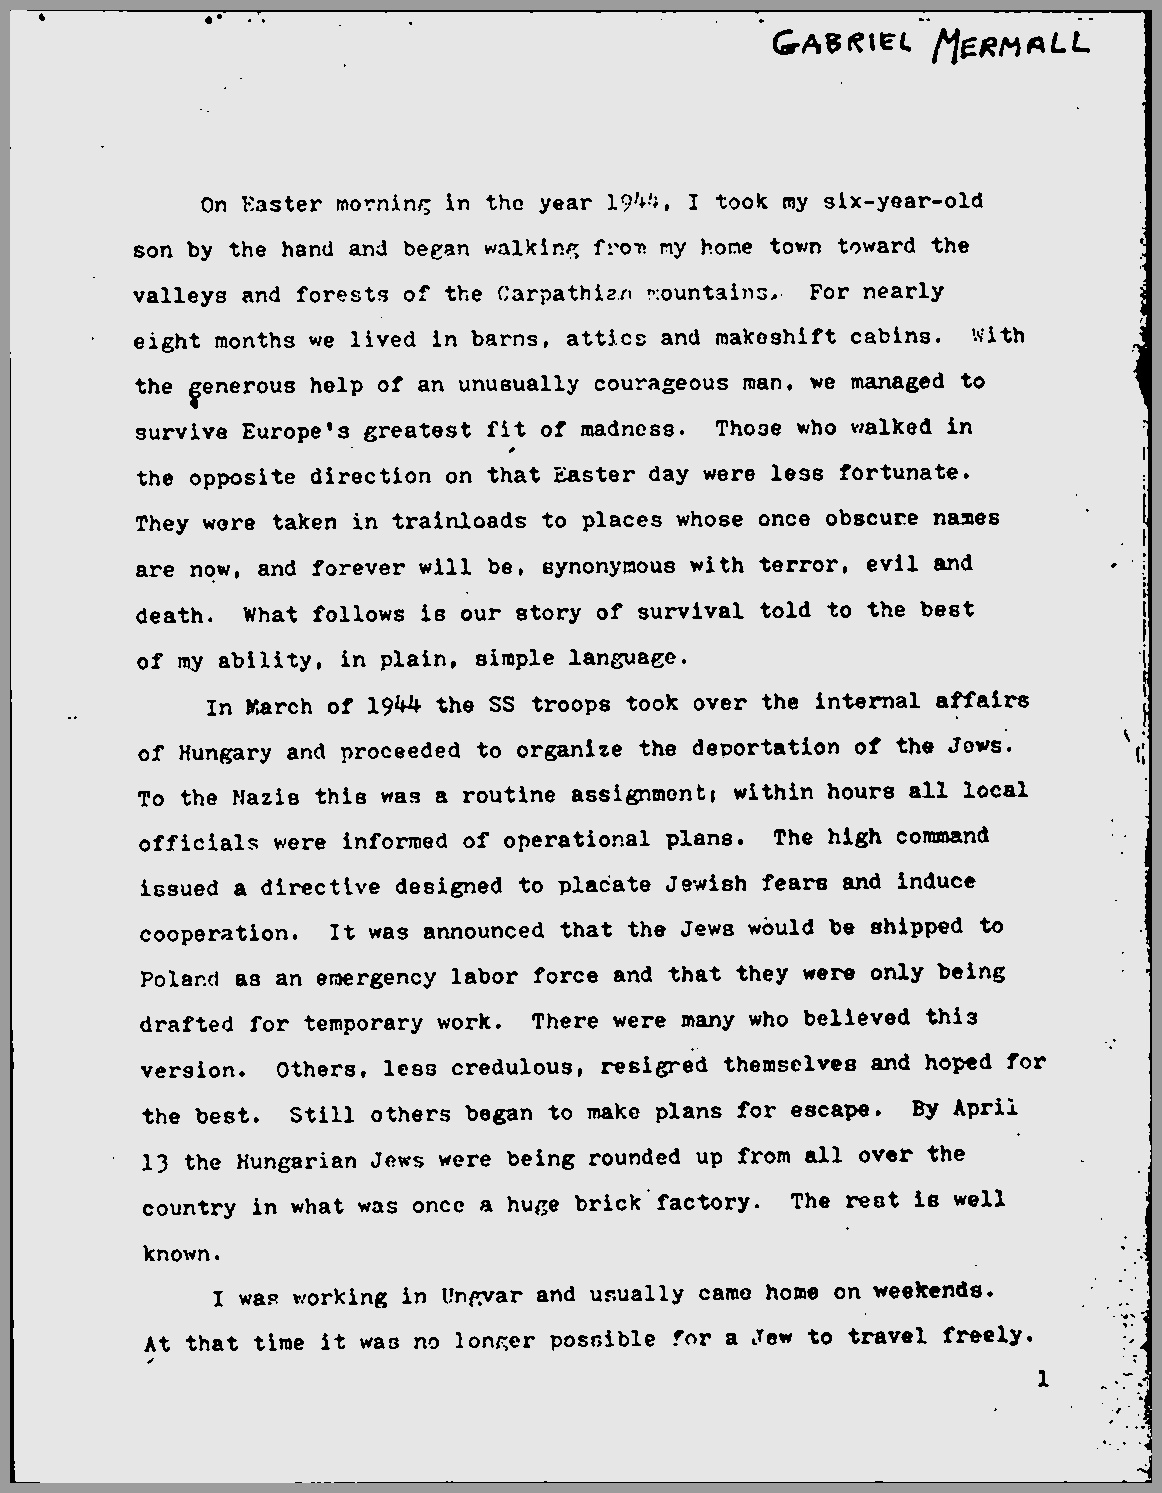 GABRIEL MERMALL
On Easter morning in the year 1944, I took my six-year-old
son by the hand and began walking from my home town toward the
valleys and forests of the Carpathian mountains. For nearly
eight months we lived in barns, attics and makeshift cabins. With
the generous help of an unusually courageous man, we managed to
survive Europe's greatest fit of madness. Those who walked in
the opposite direction on that Easter day were less fortunate.
They were taken in trainloads to places whose once obscure names
are now, and forever will be, synonymous with terror, evil and
death. What follows is our story of survival told to the best
of my ability, in plain, simple language.
In March of 1944 the SS troops took over the internal affairs
of Hungary and proceeded to organize the deportation of the Jews.
To the Nazis this was a routine assignment; within hours all local
officials were informed of operational plans. The high command
issued a directive designed to placate Jewish fears and induce
cooperation. It was announced that the Jews would be shipped to
Poland as an emergency labor force and that they were only being
drafted for temporary work. There were many who believed this
version. Others, less credulous, resigned themselves and hoped for
the best. Still others began to make plans for escape. By April
13 the Hungarian Jews were being rounded up from all over the
country in what was once a huge brick factory. The rest is well
known.
I was working in Ungvar and usually came home on weekends.
At that time it was no longer possible for a Jew to travel freely.
1